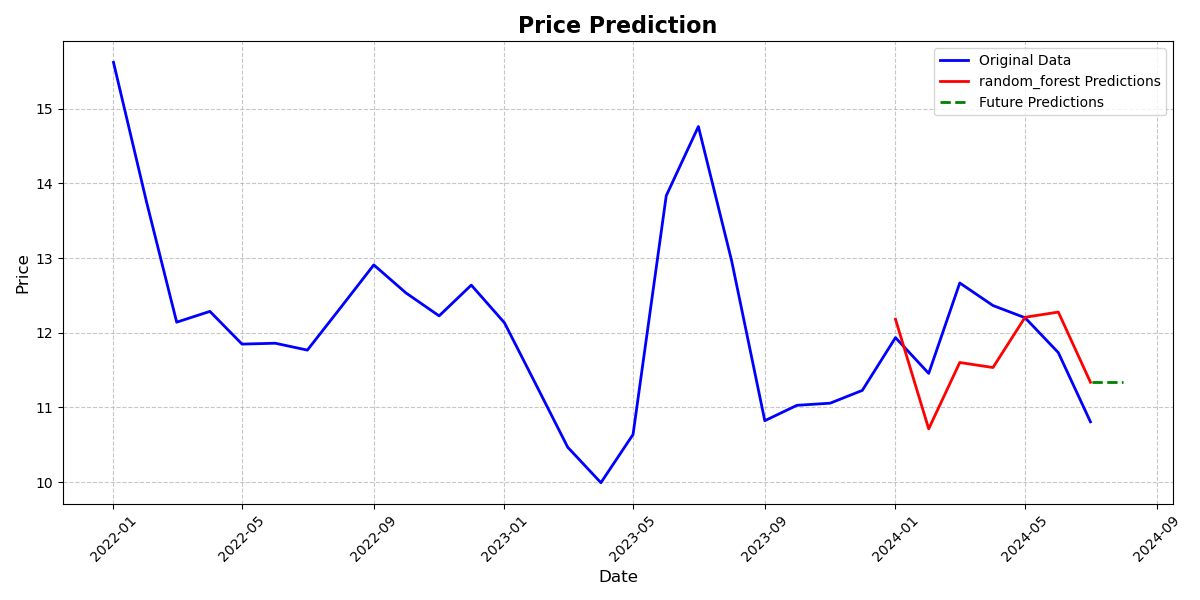 Price Prediction
Original Data
random_forest Predictions
Future Predictions
Price
15
14
13
12
11
10
2022-01
2022-05
2022-09
2023-01
2023-05
2023-09
2024-01
2024-05
2024-09
Date